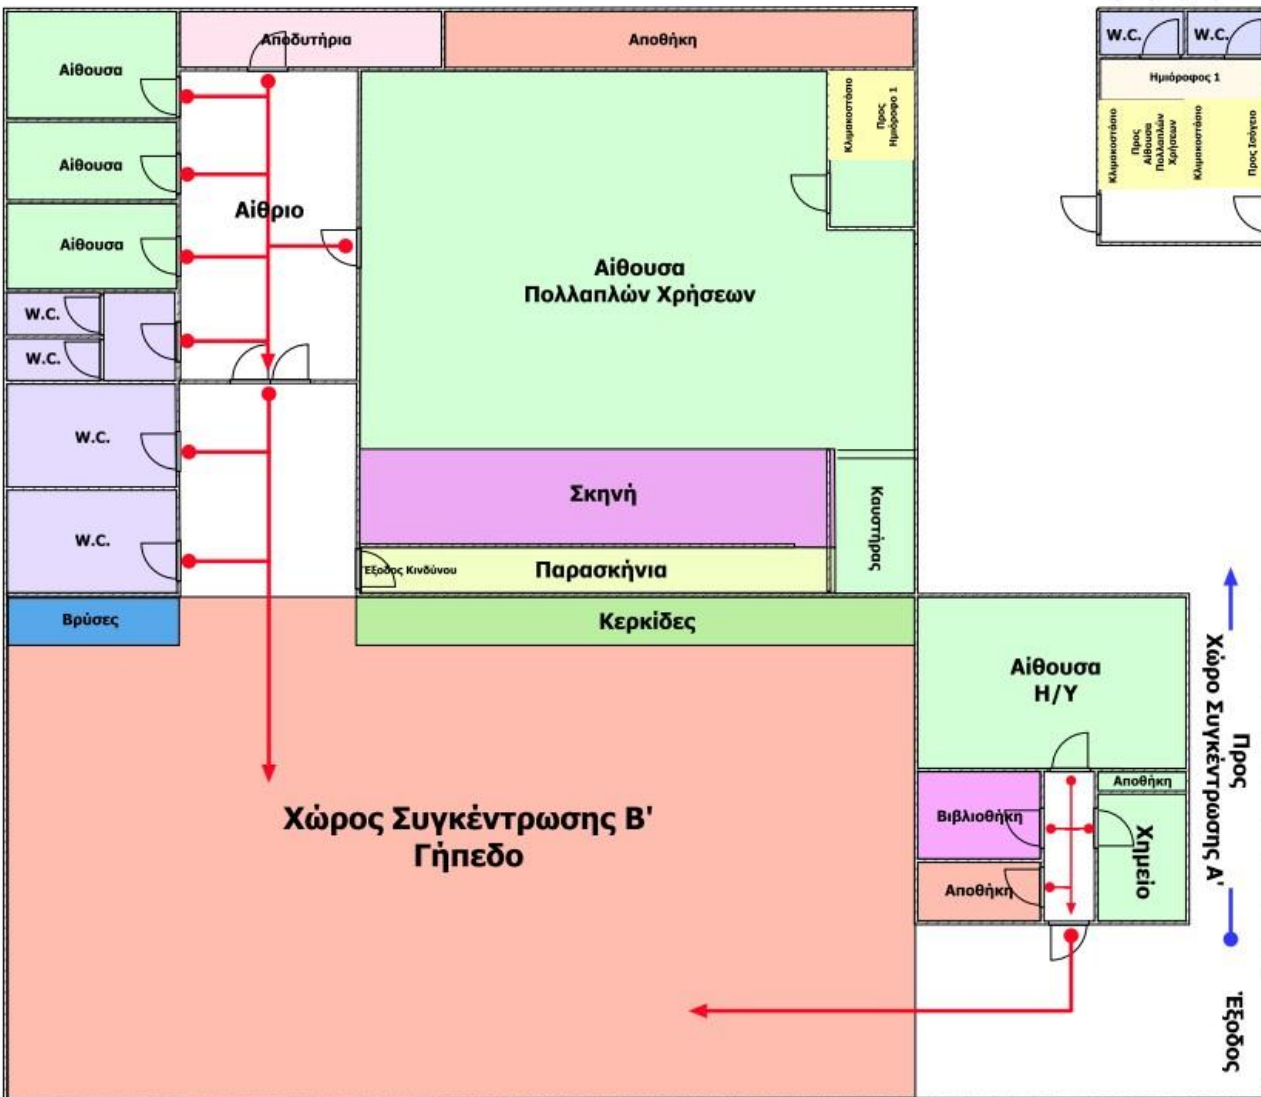 Αίθουσα
Αποδυτήρια
Αποθήκη
W.C.
W.C.
Ημιόροφος 1
Κλιμακοστάσιο
Προς
Αίθουσα
Πολλαπλών
Χρήσεων
Κλιμακοστάσιο
Προς Ισόγειο
Κλιμακοστάσιο
Προς
Ημιόροφο 1
Αίθουσα
Αίθριο
Αίθουσα
Αίθουσα
Πολλαπλών Χρήσεων
W.C.
W.C.
W.C.
Σκηνή
Καυστήρας
W.C.
Έξοδος Κινδύνου
Παρασκήνια
Βρύσες
Κερκίδες
Αίθουσα
Η/Υ
Προς
Χώρο Συγκέντρωσης Α'
Αποθήκη
Βιβλιοθήκη
Χημείο
Χώρος Συγκέντρωσης Β'
Γήπεδο
Αποθήκη
Έξοδος